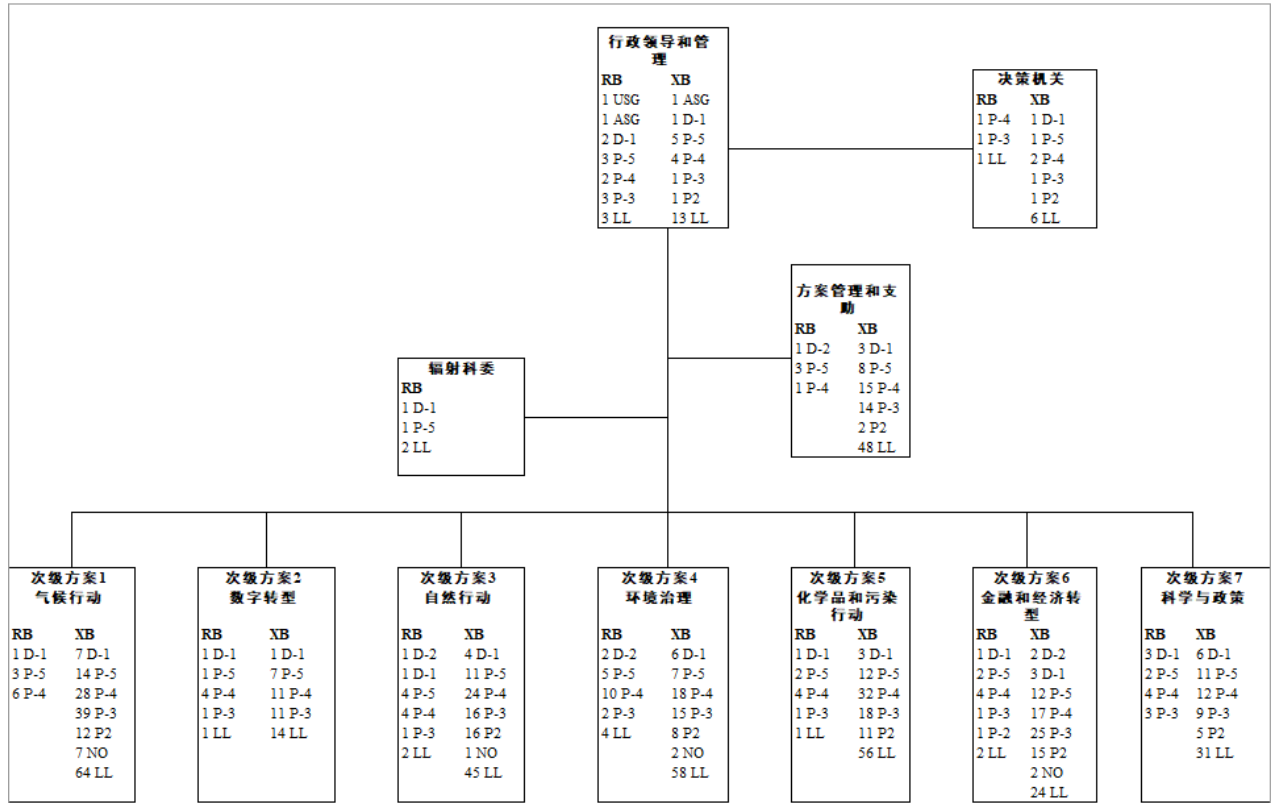 行政领导和管
理
RB XB
1 USG 1 ASG
1 ASG 1 D-1
2 D-1 5 P-5
3 P-5 4 P-4
2 P-4 1 P-3
3 P-3 1 P2
3 LL 13 LL
决策机关
RB XB
1 P-4 1 D-1
1 P-3 1 P-5
1 LL 2 P-4
1 P-3
1 P2
6 LL
方案管理和支
助
RB XB
1 D-2 3 D-1
3 P-5 8 P-5
1 P-4 15 P-4
14 P-3
2 P2
48 LL
辐射科委
RB
1 D-1
1 P-5
2 LL
次级方案1
气候行动
RB XB
1 D-1 7 D-1
3 P-5 14 P-5
6 P-4 28 P-4
39 P-3
12 P2
7 NO
64 LL
次级方案2
数字转型
RB XB
1 D-1 1 D-1
1 P-5 7 P-5
4 P-4 11 P-4
1 P-3 11 P-3
1 LL 14 LL
次级方案3
自然行动
RB XB
1 D-2 4 D-1
1 D-1 11 P-5
4 P-5 24 P-4
4 P-4 16 P-3
1 P-3 16 P2
2 LL 1 NO
45 LL
次级方案4
环境治理
RB XB
2 D-2 6 D-1
5 P-5 7 P-5
10 P-4 18 P-4
2 P-3 15 P-3
4 LL 8 P2
2 NO
58 LL
次级方案5
化学品和污染
行动
RB XB
1 D-1 3 D-1
2 P-5 12 P-5
4 P-4 32 P-4
1 P-3 18 P-3
1 LL 11 P2
56 LL
次级方案6
金融和经济转
型
RB XB
1 D-1 2 D-2
2 P-5 3 D-1
4 P-4 12 P-5
1 P-3 17 P-4
1 P-2 25 P-3
2 LL 15 P2
2 NO
24 LL
次级方案7
科学与政策
RB XB
3 D-1 6 D-1
2 P-5 11 P-5
4 P-4 12 P-4
3 P-3 9 P-3
5 P2
31 LL